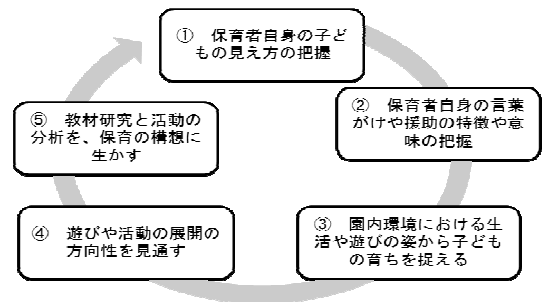 ① 保育者自身の子ど
もの見え方の把握
② 保育者自身の言葉
がけや援助の特徴や意
味の把握
③ 園内環境における生
活や遊びの姿から子ども
の育ちを捉える
④ 遊びや活動の展開の
方向性を見通す
⑤ 教材研究と活動の
分析を、保育の構想に
生かす